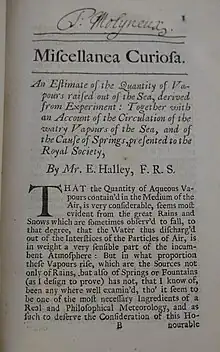 S: Molyneux.
1
Miscellanea Curiosa.
An Estimate of the Quantity of Va-
pours raised out of the Sea, derived
from Experiment: Together with
an Account of the Circulation of the
watry Vapours of the Sea, and of
the Cause of Springs, presented to the
Royal Society,
By Mr. E. Halley, F. R. S.
THAT the Quantity of Aqueous Va-
pours contain'd in the Medium of the
Air, is very considerable, seems most
evident from the great Rains and
Snows which are sometimes observ'd to fall, to
that degree, that the Water thus discharg'd
out of the Interstices of the Particles of Air, is
in weight a very sensible part of the incum-
bent Atmosphere: But in what proportion
these Vapours rise, which are the Sources not
only of Rains, but also of Springs or Fountains
(as I design to prove) has not, that I know of,
been any where well examin'd, tho' it seem to
be one of the most necessary Ingredients of a
Real and Philosophical Meteorology, and as
such to deserve the Consideration of this Ho-
B
nourable